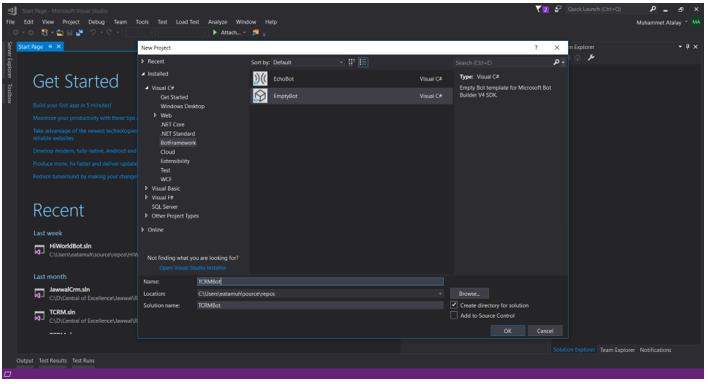 Start Page - Microsoft Visual Studio
2
Quick Launch (Ctrl+Q)
File Edit View Project Debug Team Tools Test Load Test Analyze Window Help
Muhammet Atalay
MA
Attach...
Server Explorer
Toolbox
Start Page
Get Started
Build your first app in 5 minutes!
Maximize your productivity with these tips
Take advantage of the newest technologies
reliable websites
Develop modern, fully-native, Android and
Produce more, fix faster and deliver update
Reduce turnaround by making your change
Recent
Last week
HiWorldBot.sln
C:\Users\eatamuh\source\repos\HiW
Last month
JawwalCrm.sln
C:\D\Central of Excellence\Jawwal\R
TCRM.sln
C:\D\Central of Excellence\Jawwal\R
New Project
? ×
Recent
Installed
Visual C#
Get Started
Windows Desktop
Web
.NET Core
.NET Standard
BotFramework
Cloud
Extensibility
Test
WCF
Visual Basic
Visual F#
SQL Server
Other Project Types
Online
Not finding what you are looking for?
Open Visual Studio Installer
Sort by: Default
EchoBot Visual C#
EmptyBot Visual C#
Search (Ctrl+E)
Type: Visual C#
Empty Bot template for Microsoft Bot
Builder V4 SDK.
Name: TCRMBot
Location: C:\Users\eatamuh\source\repos
Browse...
Solution name: TCRMBot
Create directory for solution
Add to Source Control
OK Cancel
n Explorer
Solution Explorer Team Explorer Notifications
Output Test Results Test Runs